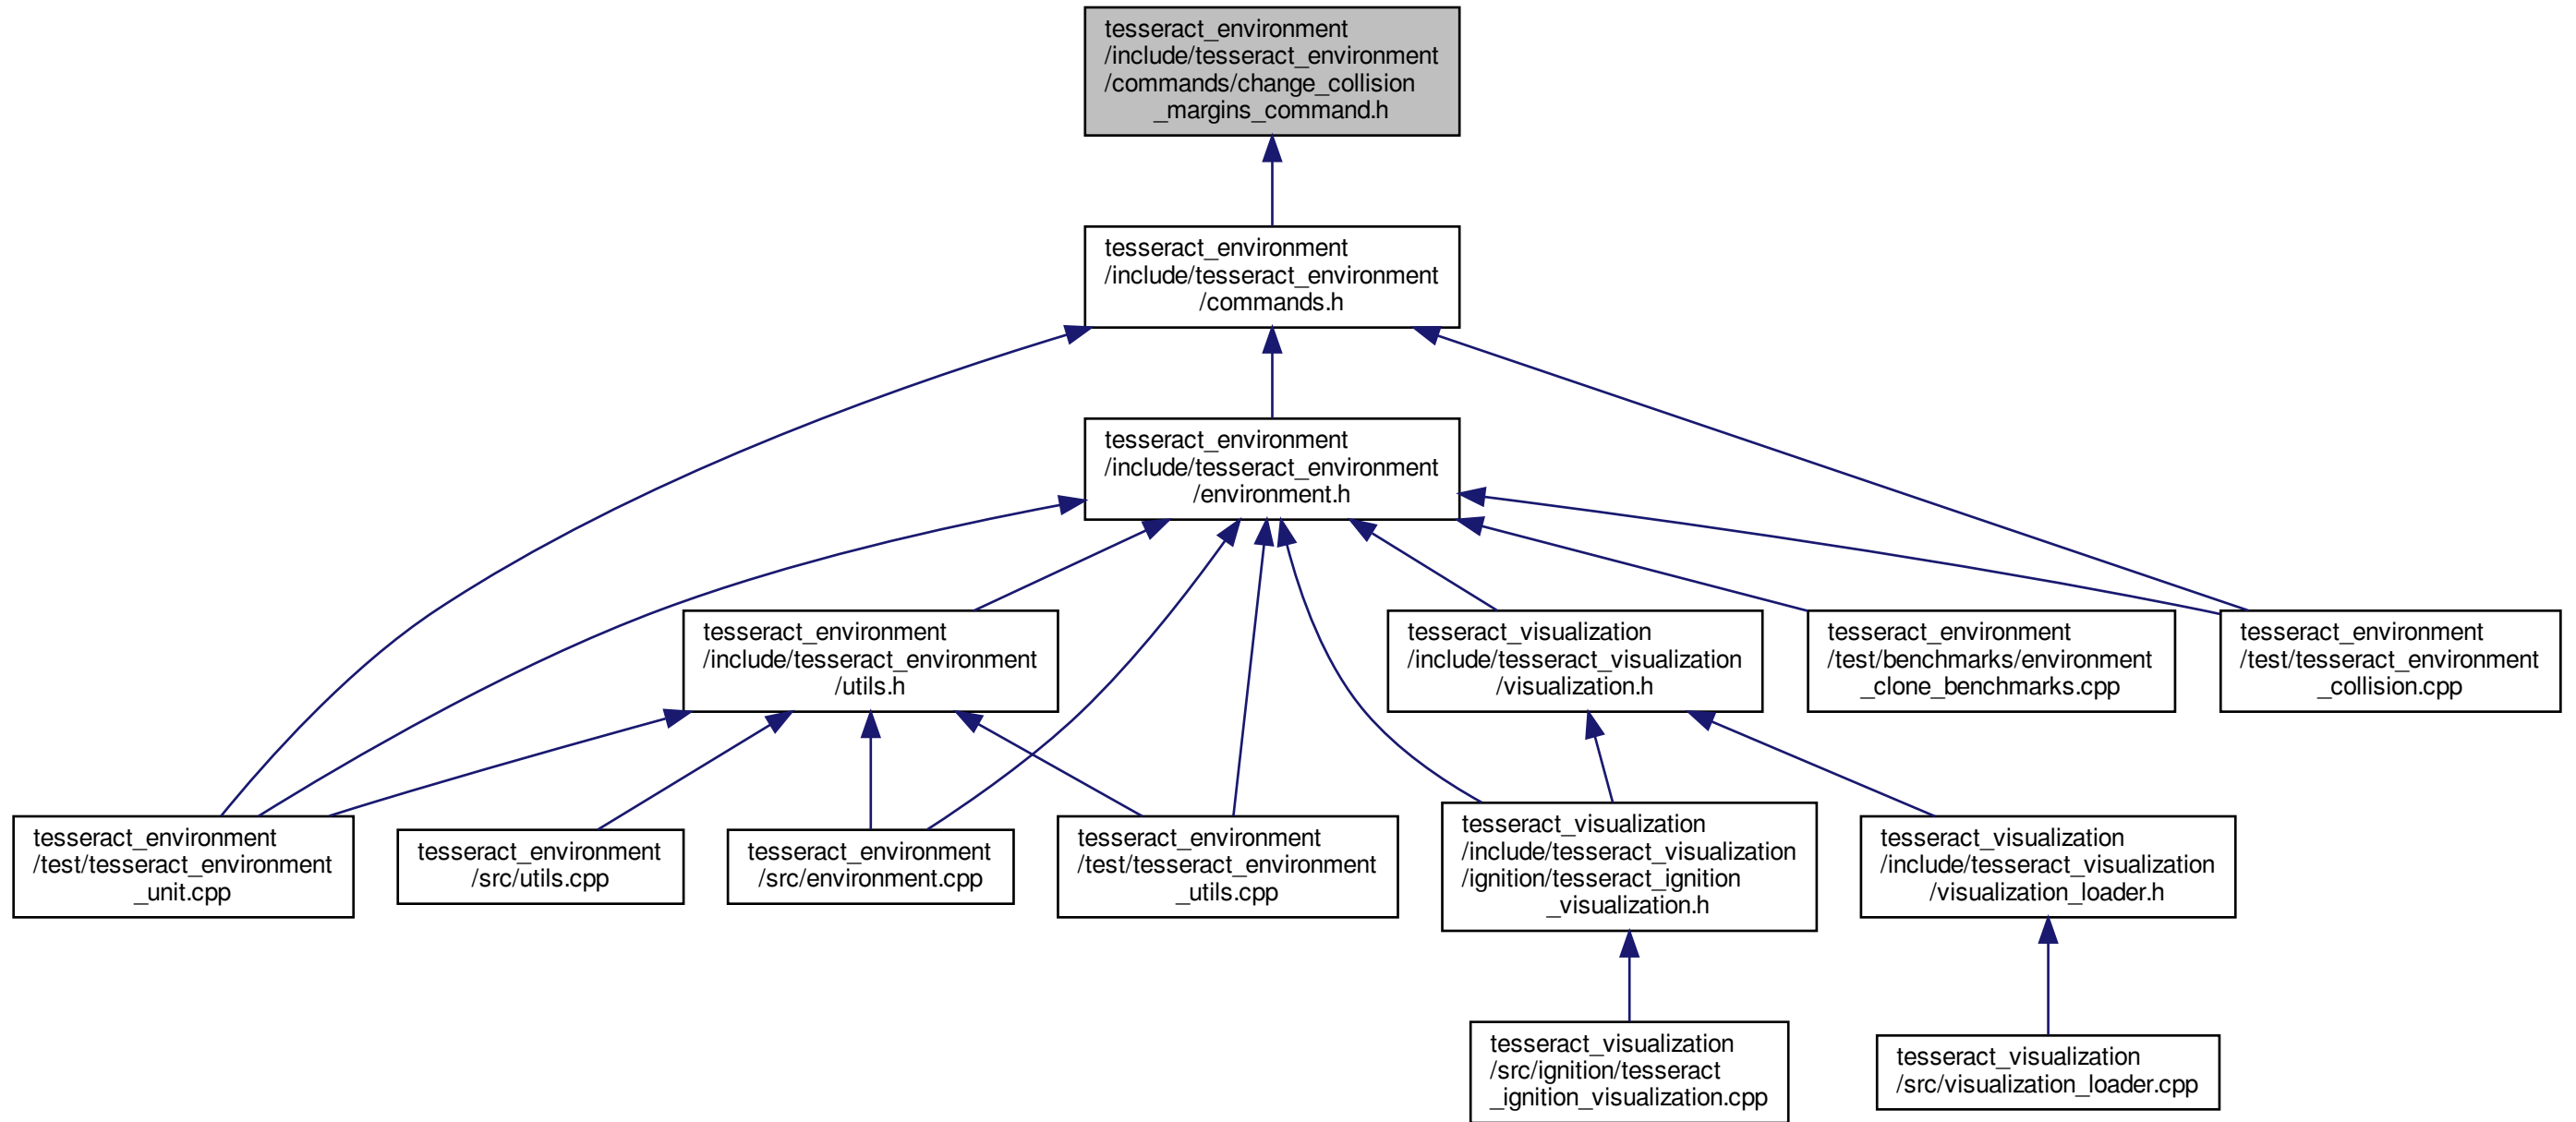 tesseract_environment
/include/tesseract_environment
/commands/change_collision
_margins_command.h
tesseract_environment
/include/tesseract_environment
/commands.h
tesseract_environment
/include/tesseract_environment
/environment.h
tesseract_environment
/include/tesseract_environment
/utils.h
tesseract_visualization
/include/tesseract_visualization
/visualization.h
tesseract_environment
/test/benchmarks/environment
_clone_benchmarks.cpp
tesseract_environment
/test/tesseract_environment
_collision.cpp
tesseract_environment
/test/tesseract_environment
_unit.cpp
tesseract_environment
/src/utils.cpp
tesseract_environment
/src/environment.cpp
tesseract_environment
/test/tesseract_environment
_utils.cpp
tesseract_visualization
/include/tesseract_visualization
/ignition/tesseract_ignition
_visualization.h
tesseract_visualization
/include/tesseract_visualization
/visualization_loader.h
tesseract_visualization
/src/ignition/tesseract
_ignition_visualization.cpp
tesseract_visualization
/src/visualization_loader.cpp